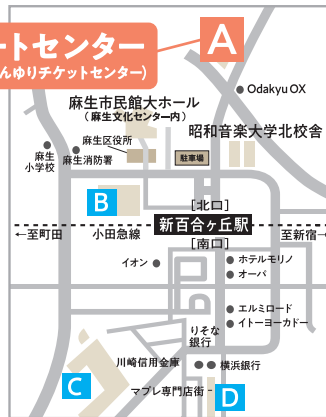 ートセンター
んゆりチケットセンター)
A
Odakyu OX
麻生市民館大ホール
(麻生文化センター内)
昭和音楽大学北校舎
麻生区役所
駐車場
麻生
小学校
麻生消防署
B
[北口]
新百合ヶ丘駅
←至町田
小田急線
至新宿→
[南口]
イオン
ホテルモリノ
オーパ
エルミロード
イトーヨーカドー
りそな
銀行
川崎信用金庫
横浜銀行
マプレ専門店街
C
D